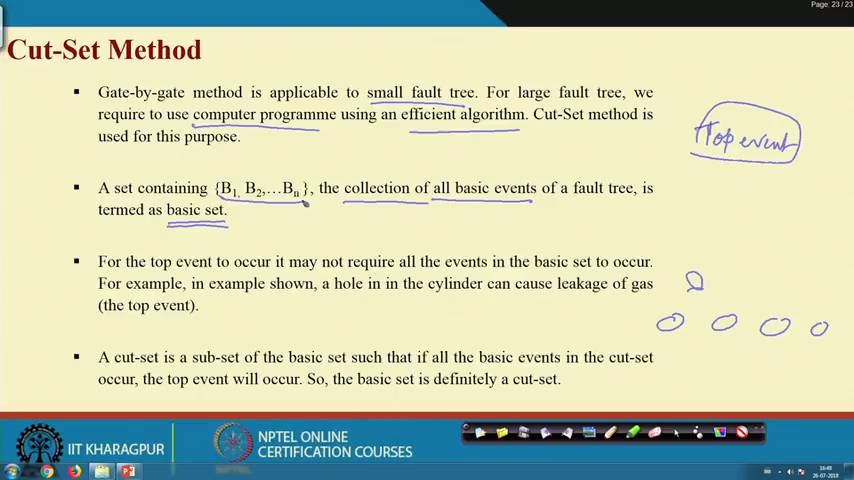 Page: 23 / 23
Cut-Set Method
▪ Gate-by-gate method is applicable to small fault tree. For large fault tree, we
require to use computer programme using an efficient algorithm. Cut-Set method is
used for this purpose.
Top event
▪ A set containing {B1, B2,…Bn}, the collection of all basic events of a fault tree, is
termed as basic set.
▪ For the top event to occur it may not require all the events in the basic set to occur.
For example, in example shown, a hole in in the cylinder can cause leakage of gas
(the top event).
▪ A cut-set is a sub-set of the basic set such that if all the basic events in the cut-set
occur, the top event will occur. So, the basic set is definitely a cut-set.
IIT KHARAGPUR
NPTEL ONLINE
CERTIFICATION COURSES
16:48
26-07-2018